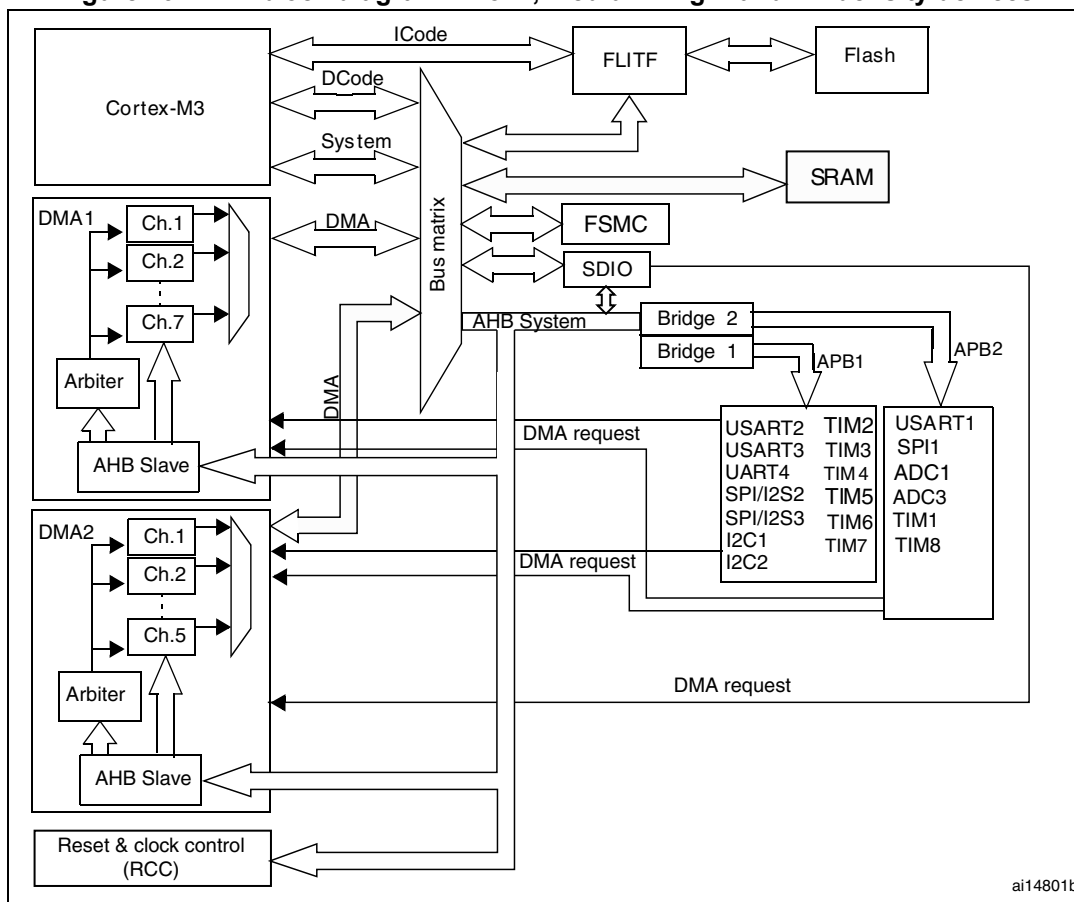 ICode
FLITF
Flash
DCode
Cortex-M3
System
SRAM
DMA1
Ch.1
DMA
Bus matrix
FSMC
Ch.2
SDIO
Ch.7
AHB System
Bridge 2
Bridge 1
APB1
APB2
Arbiter
DMA
AHB Slave
DMA request
USART2 TIM2
USART3 TIM3
UART4 TIM4
SPI/I2S2 TIM5
SPI/I2S3 TIM6
I2C1 TIM7
I2C2
USART1
SPI1
ADC1
ADC3
TIM1
TIM8
DMA2
Ch.1
Ch.2
Ch.5
DMA request
Arbiter
DMA request
AHB Slave
Reset & clock control
(RCC)
ai14801b